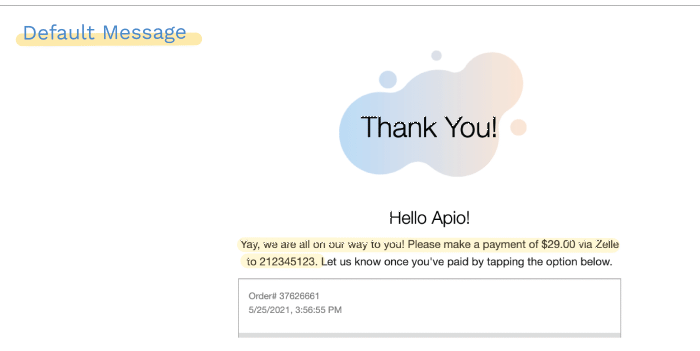 Default Message
Thank You!
Hello Apio!
Yay, we are all on our way to you! Please make a payment of $29.00 via Zelle
to 212345123. Let us know once you've paid by tapping the option below.
Order# 37626661
5/25/2021, 3:56:55 PM